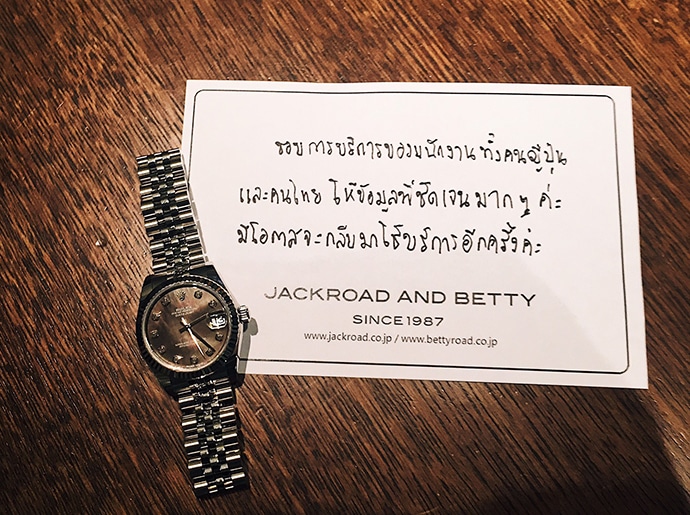 ชอบการบริการของพนักงาน ทั้งคนญี่ปุ่น
และคนไทย ให้ข้อมูลที่ชัดเจนมาก ๆ ค่ะ
มีโอกาสจะกลับมาใช้บริการอีกครั้งค่ะ
JACKROAD AND BETTY
SINCE1987
www.jackroad.co.jp / www.bettyroad.co.jp